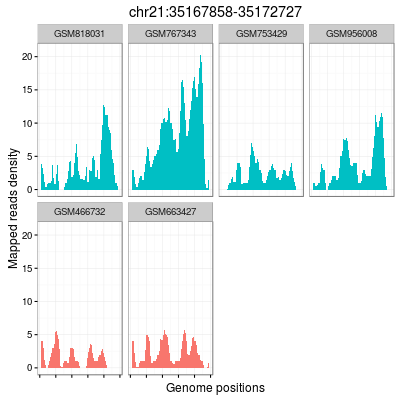 chr21:35167858-35172727
GSM818031 GSM767343 GSM753429 GSM956008
20
15
10
5
0
GSM466732 GSM663427
20
15
10
5
0
Mapped reads density
Genome positions